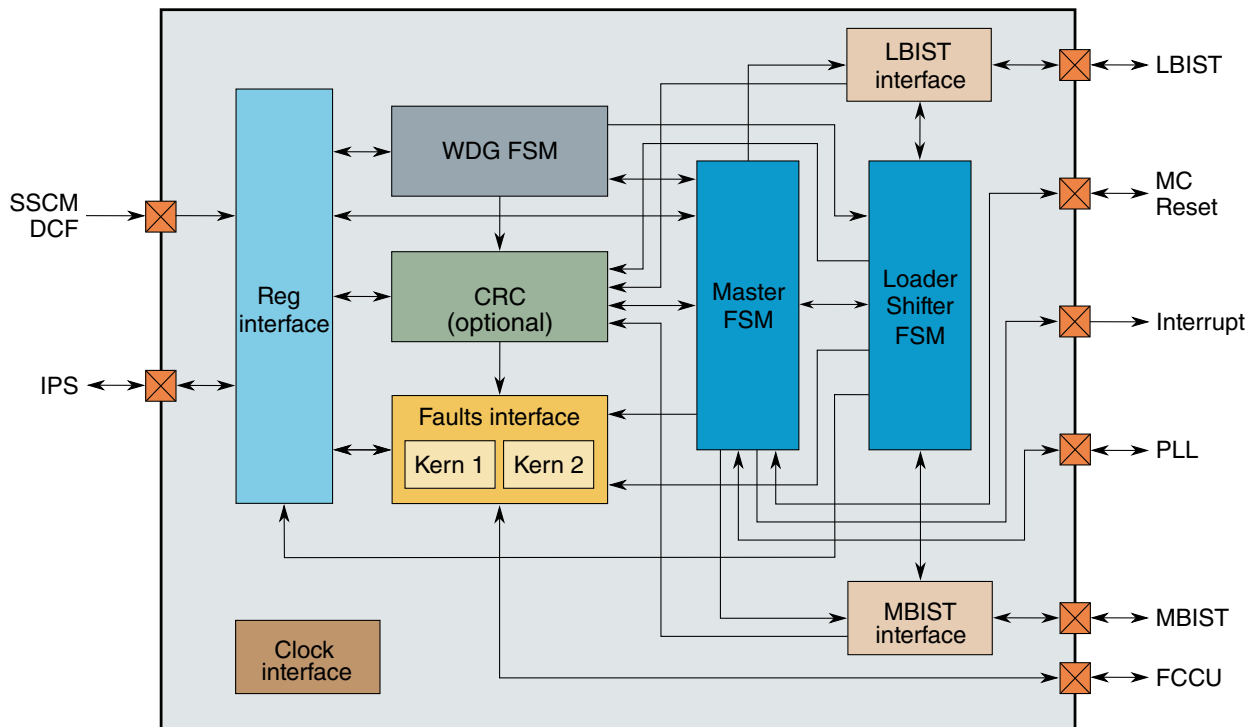 LBIST
interface
LBIST
WDG FSM
MC
Reset
SSCM
DCF
Reg
interface
CRC
(optional)
Master
FSM
Loader
Shifter
FSM
Interrupt
IPS
Faults interface
Kern 1
Kern 2
PLL
MBIST
interface
MBIST
Clock
interface
FCCU